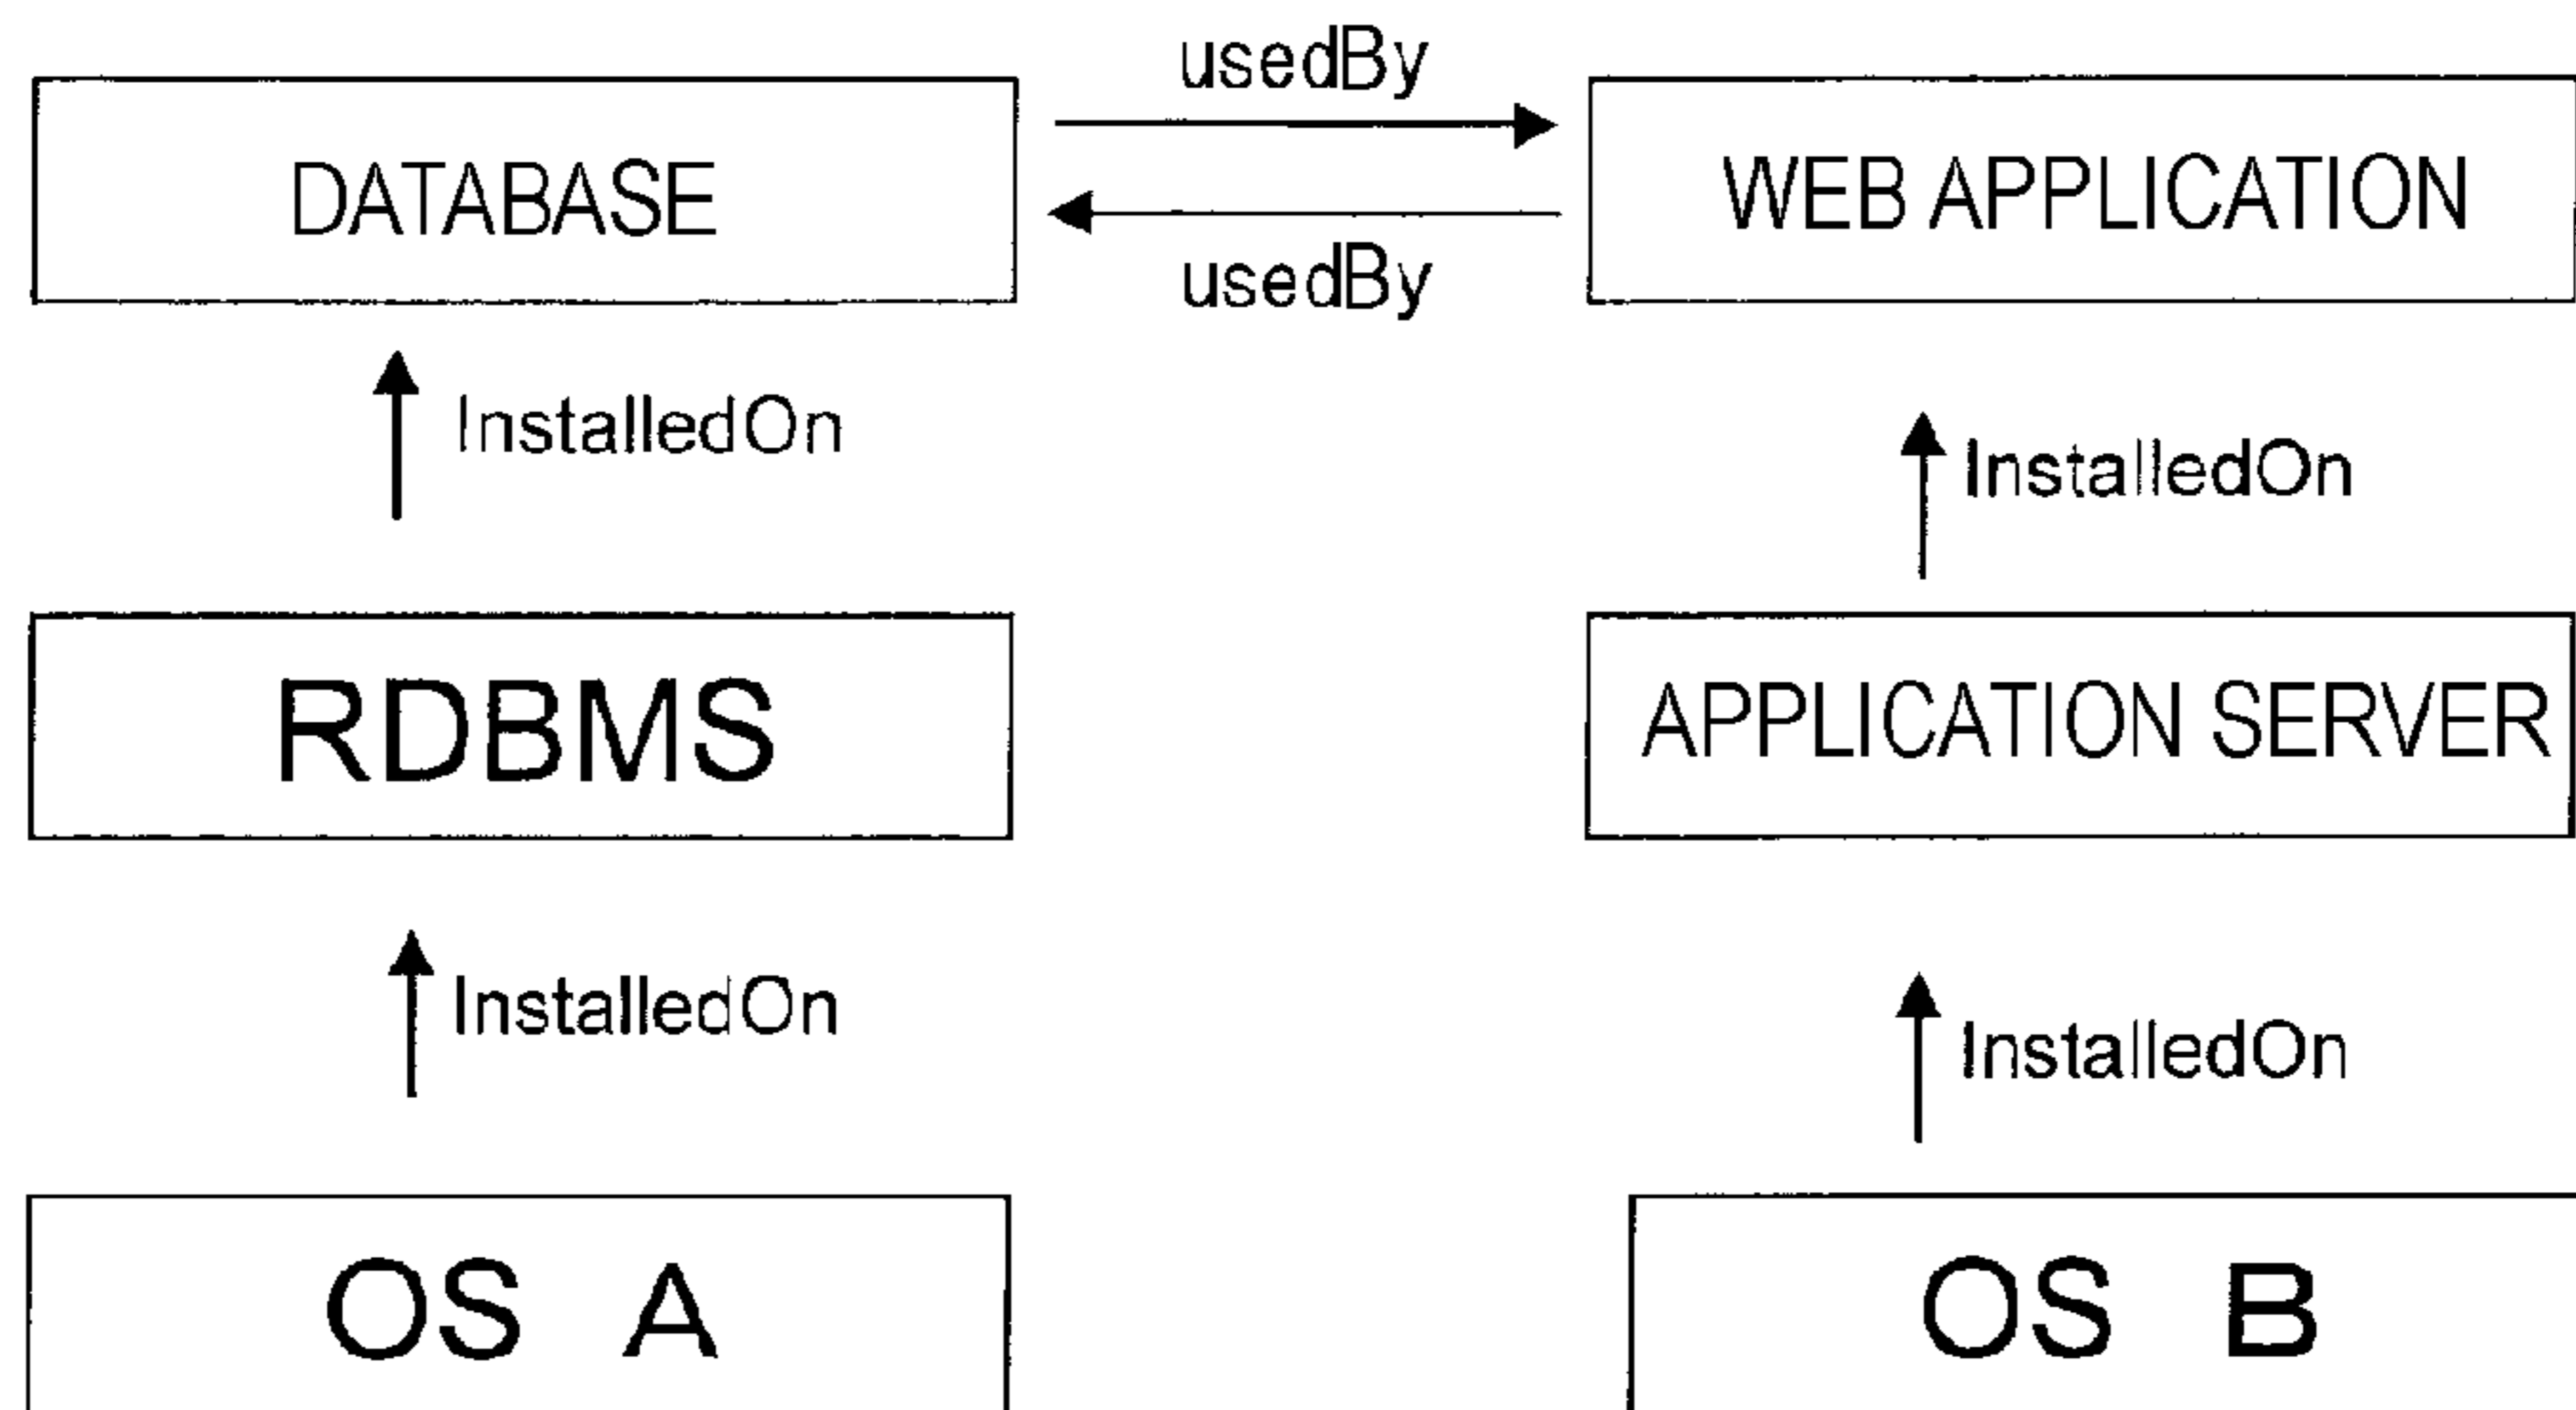 usedBy
DATABASE
WEB APPLICATION
usedBy
InstalledOn
InstalledOn
RDBMS
APPLICATION SERVER
InstalledOn
InstalledOn
OS A
OS B